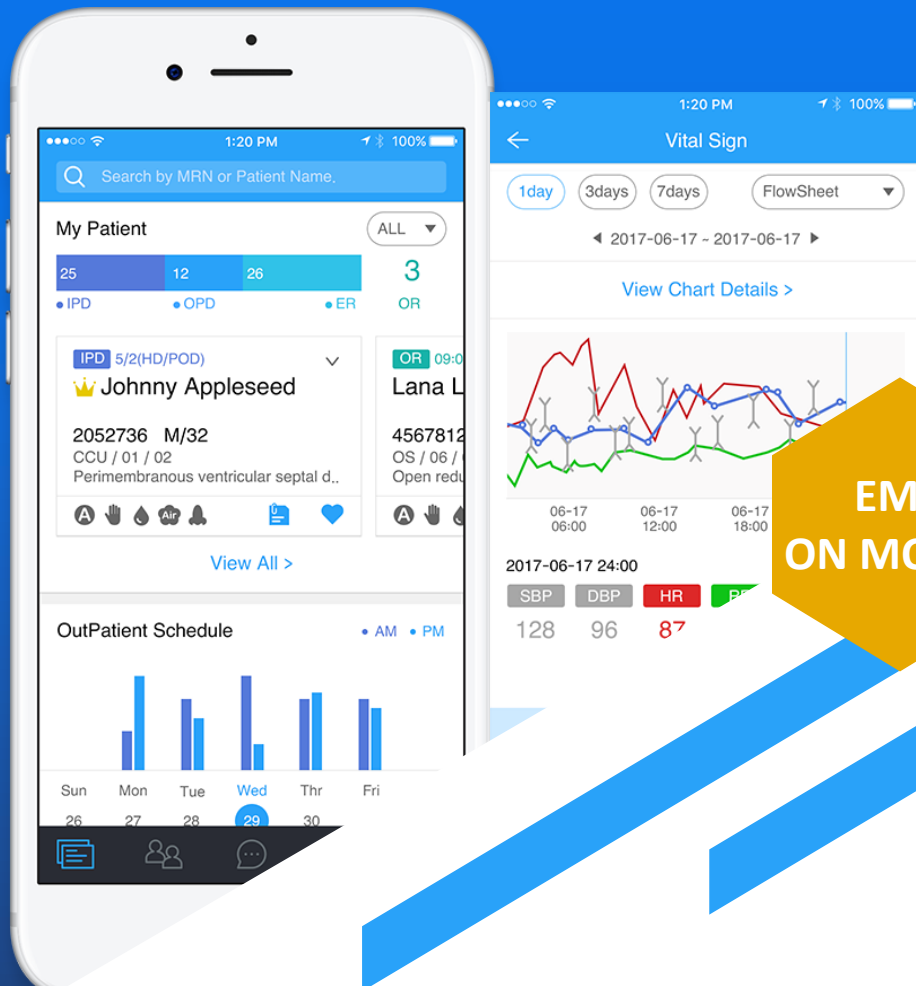 1:20 PM
100%
Search by MRN or Patient Name.
My Patient
ALL
25 12 26 3
IPD OPD ER OR
IPD 5/2(HD/POD)
Johnny Appleseed
2052736 M/32
CCU / 01 / 02
Perimembranous ventricular septal d..
A Air
OR 09:0
Lana L
4567812
OS / 06 /
Open redu
A
View All >
OutPatient Schedule
AM PM
Sun Mon Tue Wed Thr Fri
26 27 28 29 30
1:20 PM 100%
Vital Sign
1day 3days 7days FlowSheet
2017-06-17 ~ 2017-06-17
View Chart Details >
06-17 06-17 06-17
06:00 12:00 18:00
2017-06-17 24:00
SBP DBP HR
128 96 87
EM
ON MO